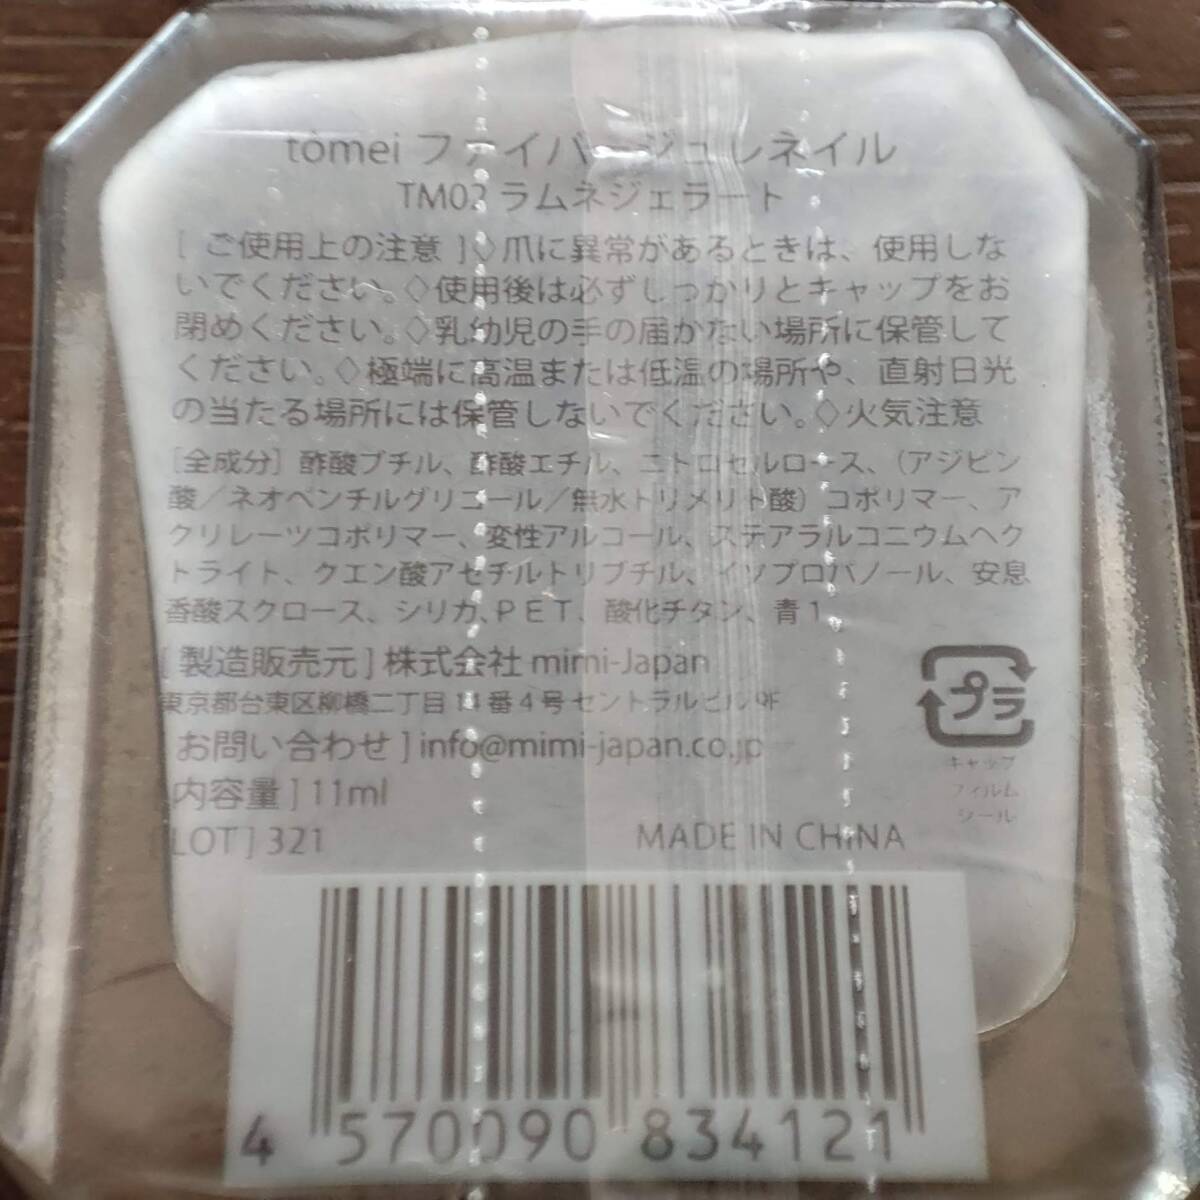 tómei ファイバージェルネイル
TM02 ラムネジェラート
[ ご使用上の注意 ]◇爪に異常があるときは、使用しな
いでください。◇使用後は必ずしっかりとキャップをお
閉めください。◇乳幼児の手の届かない場所に保管して
ください。◇極端に高温または低温の場所や、直射日光
の当たる場所には保管しないでください。◇火気注意
[全成分] 酢酸ブチル、酢酸エチル、ニトロセルロース、（アジピン
酸／ネオペンチルグリコール／無水トリメリト酸）コポリマー、ア
クリレーツコポリマー、変性アルコール、ステアラルコニウムヘク
トライト、クエン酸アセチルトリブチル、イソプロパノール、安息
香酸スクロース、シリカ、PET、酸化チタン、青1
[ 製造販売元 ] 株式会社 mimi-Japan
東京都台東区柳橋二丁目14番4号セントラルビル9F
お問い合わせ ] info@mimi-japan.co.jp
内容量 ] 11ml
[LOT] 321
MADE IN CHINA
プラ
キャップ
フィルム
シール
4 570090 834121